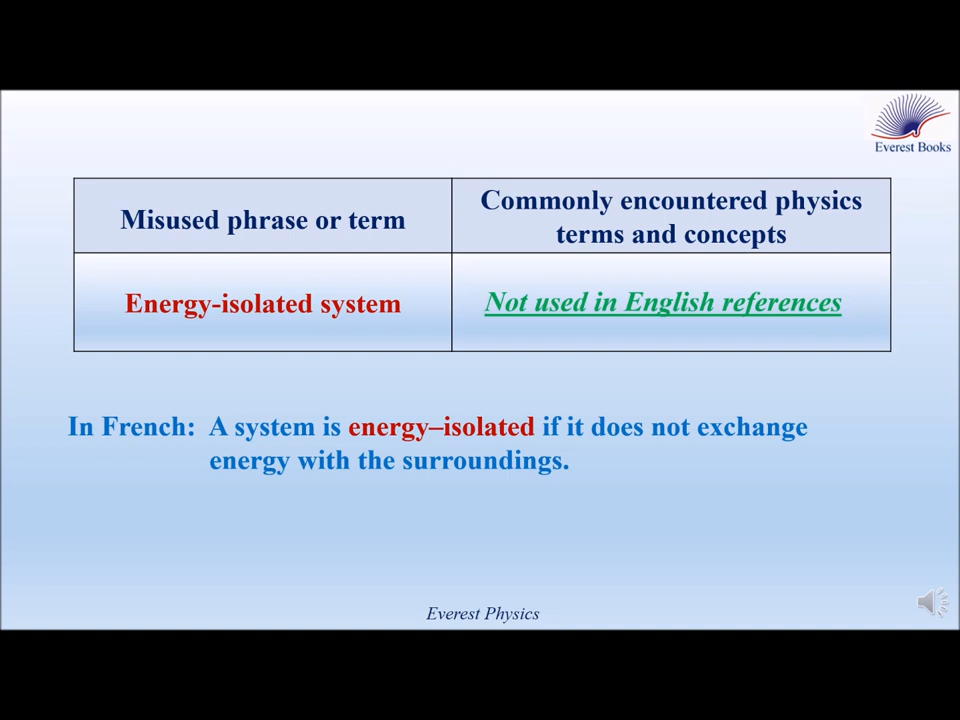 Everest Books
Misused phrase or term
Commonly encountered physics
terms and concepts
Energy-isolated system
Not used in English references
In French: A system is energy–isolated if it does not exchange
energy with the surroundings.
Everest Physics